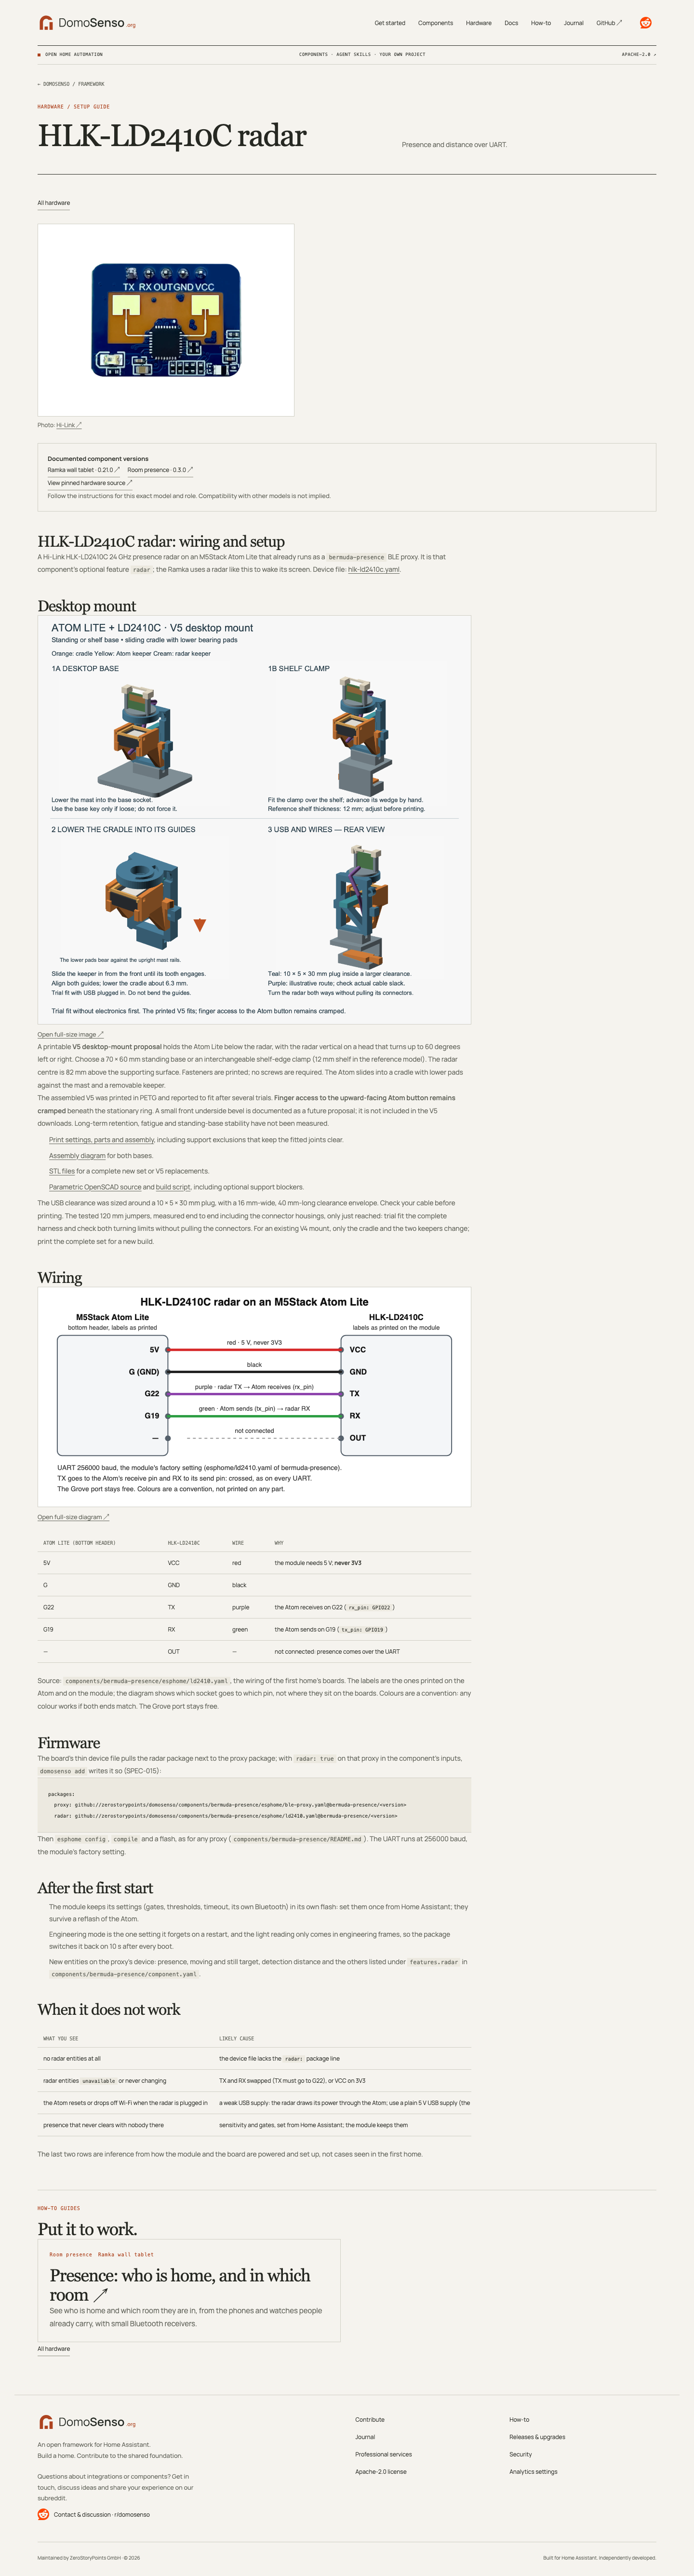 DomoSenso.org
Get started Components Hardware Docs How-to Journal GitHub ↗
OPEN HOME AUTOMATION
COMPONENTS · AGENT SKILLS · YOUR OWN PROJECT
APACHE-2.0 ↗
← DOMOSENSO / FRAMEWORK
HARDWARE / SETUP GUIDE
HLK-LD2410C radar
Presence and distance over UART.
All hardware
TX RX OUT GND VCC
Photo: Hi-Link ↗
Documented component versions
Ramka wall tablet · 0.21.0 ↗ Room presence · 0.3.0 ↗
View pinned hardware source ↗
Follow the instructions for this exact model and role. Compatibility with other models is not implied.
HLK-LD2410C radar: wiring and setup
A Hi-Link HLK-LD2410C 24 GHz presence radar on an M5Stack Atom Lite that already runs as a bermuda-presence BLE proxy. It is that
component's optional feature radar; the Ramka uses a radar like this to wake its screen. Device file: hlk-ld2410c.yaml.
Desktop mount
ATOM LITE + LD2410C · V5 desktop mount
Standing or shelf base • sliding cradle with lower bearing pads
Orange: cradle Yellow: Atom keeper Cream: radar keeper
1A DESKTOP BASE
1B SHELF CLAMP
Lower the mast into the base socket.
Use the base key only if loose; do not force it.
Fit the clamp over the shelf; advance its wedge by hand.
Reference shelf thickness: 12 mm; adjust before printing.
2 LOWER THE CRADLE INTO ITS GUIDES
3 USB AND WIRES — REAR VIEW
The lower pads bear against the upright mast rails.
Slide the keeper in from the front until its tooth engages.
Align both guides; lower the cradle about 6.3 mm.
Trial fit with USB plugged in. Do not bend the guides.
Teal: 10 × 5 × 30 mm plug inside a larger clearance.
Purple: illustrative route; check actual cable slack.
Turn the radar both ways without pulling its connectors.
Trial fit without electronics first. The printed V5 fits; finger access to the Atom button remains cramped.
Open full-size image ↗
A printable V5 desktop-mount proposal holds the Atom Lite below the radar, with the radar vertical on a head that turns up to 60 degrees
left or right. Choose a 70 × 60 mm standing base or an interchangeable shelf-edge clamp (12 mm shelf in the reference model). The radar
centre is 82 mm above the supporting surface. Fasteners are printed; no screws are required. The Atom slides into a cradle with lower pads
against the mast and a removable keeper.
The assembled V5 was printed in PETG and reported to fit after several trials. Finger access to the upward-facing Atom button remains
cramped beneath the stationary ring. A small front underside bevel is documented as a future proposal; it is not included in the V5
downloads. Long-term retention, fatigue and standing-base stability have not been measured.
Print settings, parts and assembly, including support exclusions that keep the fitted joints clear.
Assembly diagram for both bases.
STL files for a complete new set or V5 replacements.
Parametric OpenSCAD source and build script, including optional support blockers.
The USB clearance was sized around a 10 × 5 × 30 mm plug, with a 16 mm-wide, 40 mm-long clearance envelope. Check your cable before
printing. The tested 120 mm jumpers, measured end to end including the connector housings, only just reached: trial fit the complete
harness and check both turning limits without pulling the connectors. For an existing V4 mount, only the cradle and the two keepers change;
print the complete set for a new build.
Wiring
HLK-LD2410C radar on an M5Stack Atom Lite
M5Stack Atom Lite
bottom header, labels as printed
HLK-LD2410C
labels as printed on the module
5V red · 5 V, never 3V3 VCC
G (GND) black GND
G22 purple · radar TX → Atom receives (rx_pin) TX
G19 green · Atom sends (tx_pin) → radar RX RX
— not connected OUT
UART 256000 baud, the module's factory setting (esphome/ld2410.yaml of bermuda-presence).
TX goes to the Atom's receive pin and RX to its send pin: crossed, as on every UART.
The Grove port stays free. Colours are a convention, not printed on any part.
Open full-size diagram ↗
ATOM LITE (BOTTOM HEADER) HLK-LD2410C WIRE WHY
5V VCC red the module needs 5 V; never 3V3
G GND black
G22 TX purple the Atom receives on G22 (rx_pin: GPIO22)
G19 RX green the Atom sends on G19 (tx_pin: GPIO19)
— OUT — not connected: presence comes over the UART
Source: components/bermuda-presence/esphome/ld2410.yaml, the wiring of the first home's boards. The labels are the ones printed on the
Atom and on the module; the diagram shows which socket goes to which pin, not where they sit on the boards. Colours are a convention: any
colour works if both ends match. The Grove port stays free.
Firmware
The board's thin device file pulls the radar package next to the proxy package; with radar: true on that proxy in the component's inputs,
domosenso add writes it so (SPEC-015):
packages:
proxy: github://zerostorypoints/domosenso/components/bermuda-presence/esphome/ble-proxy.yaml@bermuda-presence/<version>
radar: github://zerostorypoints/domosenso/components/bermuda-presence/esphome/ld2410.yaml@bermuda-presence/<version>
Then esphome config, compile and a flash, as for any proxy (components/bermuda-presence/README.md). The UART runs at 256000 baud,
the module's factory setting.
After the first start
The module keeps its settings (gates, thresholds, timeout, its own Bluetooth) in its own flash: set them once from Home Assistant; they
survive a reflash of the Atom.
Engineering mode is the one setting it forgets on a restart, and the light reading only comes in engineering frames, so the package
switches it back on 10 s after every boot.
New entities on the proxy's device: presence, moving and still target, detection distance and the others listed under features.radar in
components/bermuda-presence/component.yaml.
When it does not work
WHAT YOU SEE LIKELY CAUSE
no radar entities at all the device file lacks the radar: package line
radar entities unavailable or never changing TX and RX swapped (TX must go to G22), or VCC on 3V3
the Atom resets or drops off Wi-Fi when the radar is plugged in a weak USB supply: the radar draws its power through the Atom; use a plain 5 V USB supply (the
presence that never clears with nobody there sensitivity and gates, set from Home Assistant; the module keeps them
The last two rows are inference from how the module and the board are powered and set up, not cases seen in the first home.
HOW-TO GUIDES
Put it to work.
Room presence Ramka wall tablet
Presence: who is home, and in which
room ↗
See who is home and which room they are in, from the phones and watches people
already carry, with small Bluetooth receivers.
All hardware
DomoSenso.org
An open framework for Home Assistant.
Build a home. Contribute to the shared foundation.
Questions about integrations or components? Get in
touch, discuss ideas and share your experience on our
subreddit.
Contact & discussion · r/domosenso
Contribute
Journal
Professional services
Apache-2.0 license
How-to
Releases & upgrades
Security
Analytics settings
Maintained by ZeroStoryPoints GmbH · © 2026
Built for Home Assistant. Independently developed.